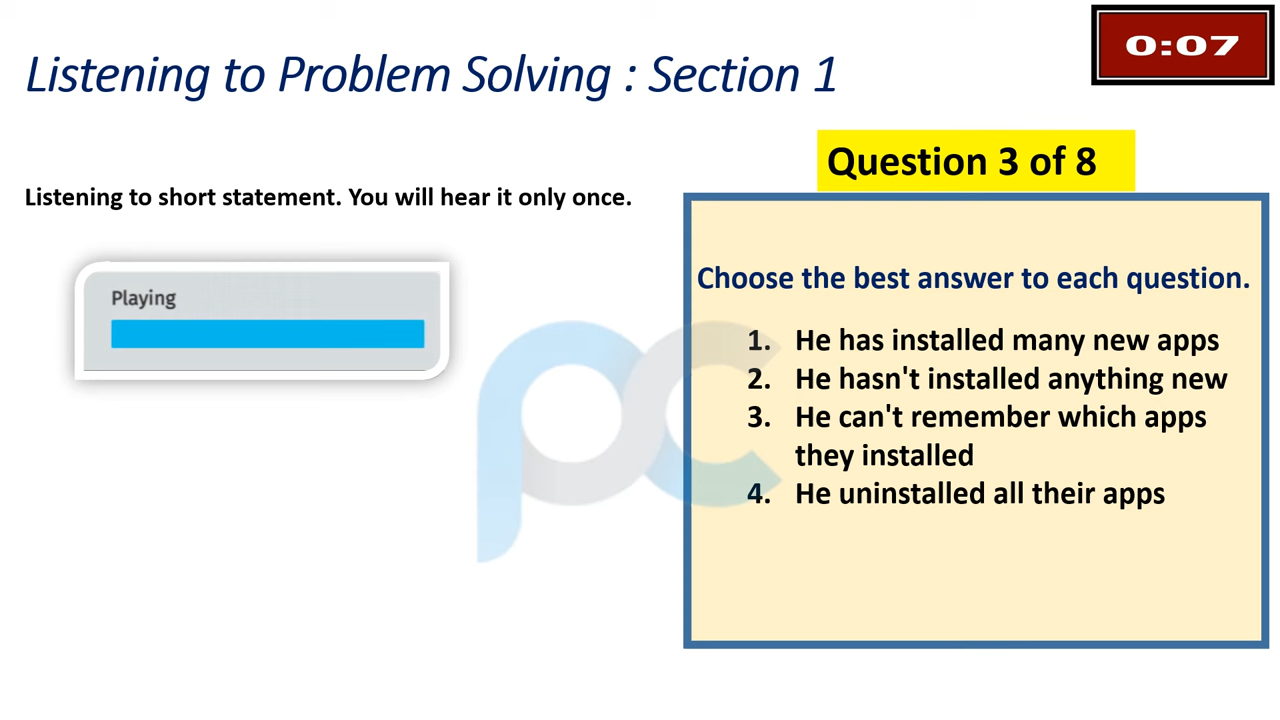 0:07
Listening to Problem Solving : Section 1
Question 3 of 8
Listening to short statement. You will hear it only once.
Playing
Choose the best answer to each question.
1. He has installed many new apps
2. He hasn't installed anything new
3. He can't remember which apps
they installed
4. He uninstalled all their apps
pc